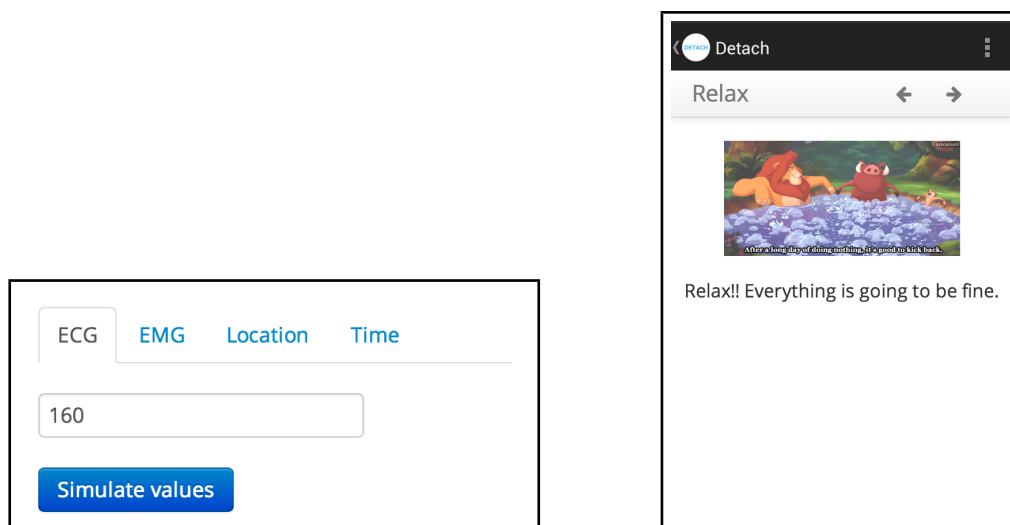 ECG EMG Location Time
160
Simulate values
DETACH Detach
Relax
After a long day of doing nothing, it's good to kick back.
Relax!! Everything is going to be fine.